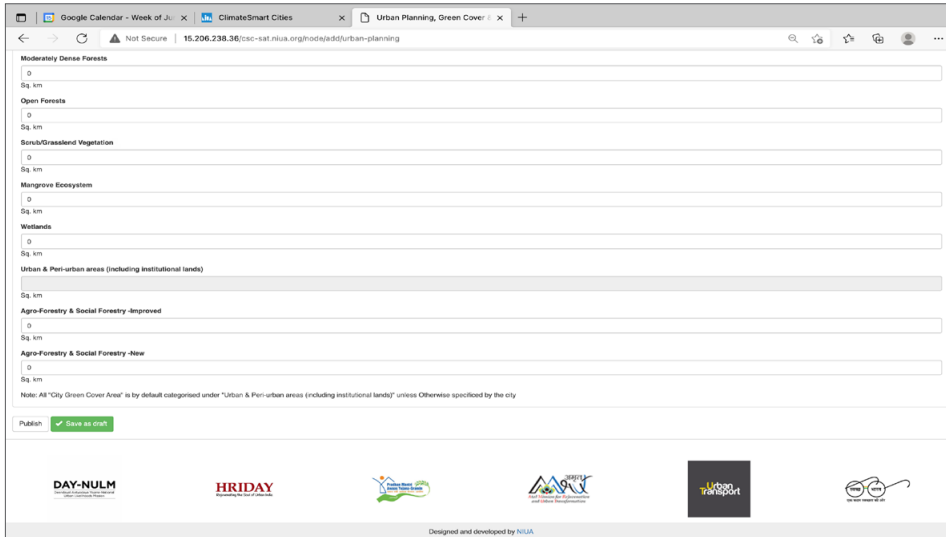 Google Calendar - Week of Ju
ClimateSmart Cities
Urban Planning, Green Cover &
Not Secure | 15.206.238.36/csc-sat.niua.org/node/add/urban-planning
Moderately Dense Forests
0
Sq. km
Open Forests
0
Sq. km
Scrub/Grasslend Vegetation
0
Sq. km
Mangrove Ecosystem
0
Sq. km
Wetlands
0
Sq. km
Urban & Peri-urban areas (including institutional lands)
Sq. km
Agro-Forestry & Social Forestry -Improved
0
Sq. km
Agro-Forestry & Social Forestry -New
0
Sq. km
Note: All "City Green Cover Area" is by default categorised under "Urban & Peri-urban areas (including institutional lands)" unless Otherwise specificed by the city
Publish
Save as draft
DAY-NULM
HRIDAY
Urban
Transport
Designed and developed by NIUA